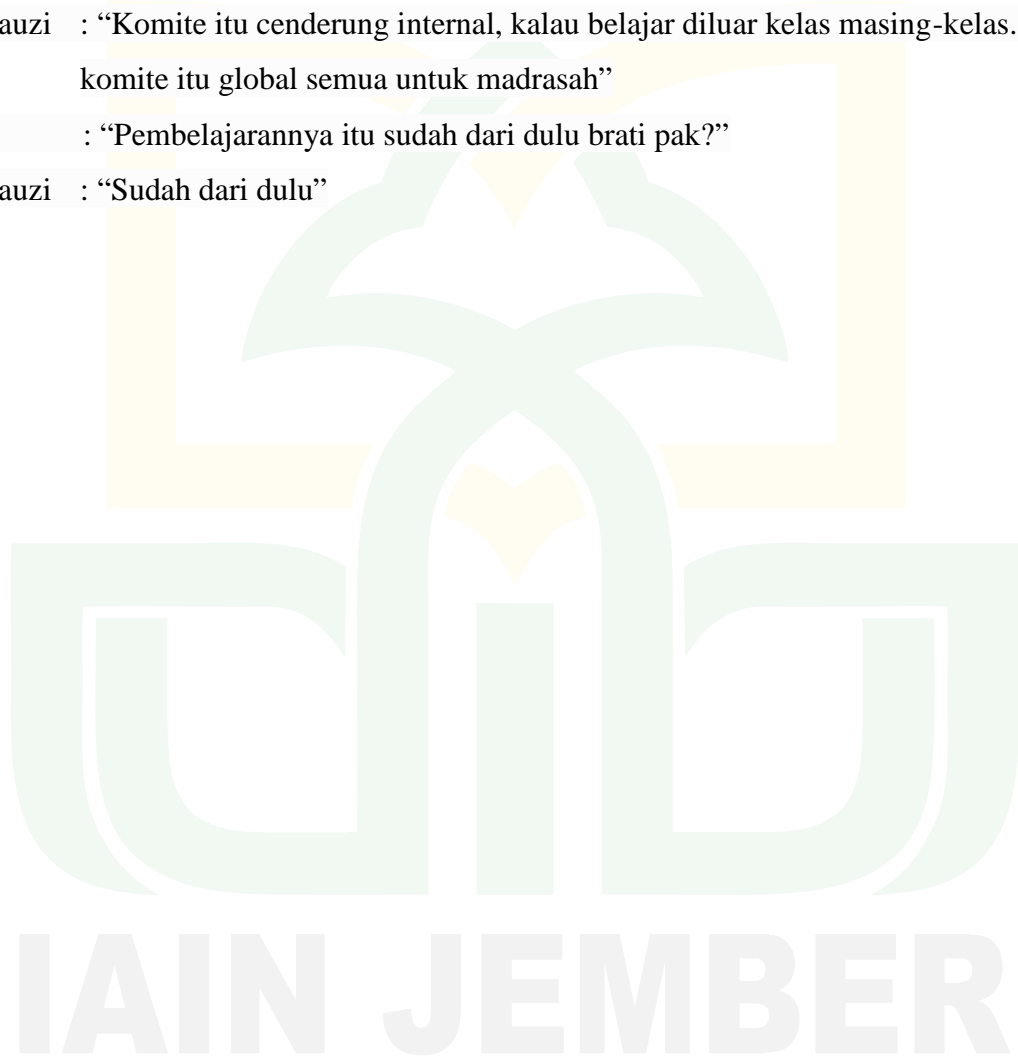 auzi : “Komite itu cenderung internal, kalau belajar diluar kelas masing-kelas.
komite itu global semua untuk madrasah”
: “Pembelajarannya itu sudah dari dulu brati pak?”
auzi : “Sudah dari dulu”
IAIN JEMBER